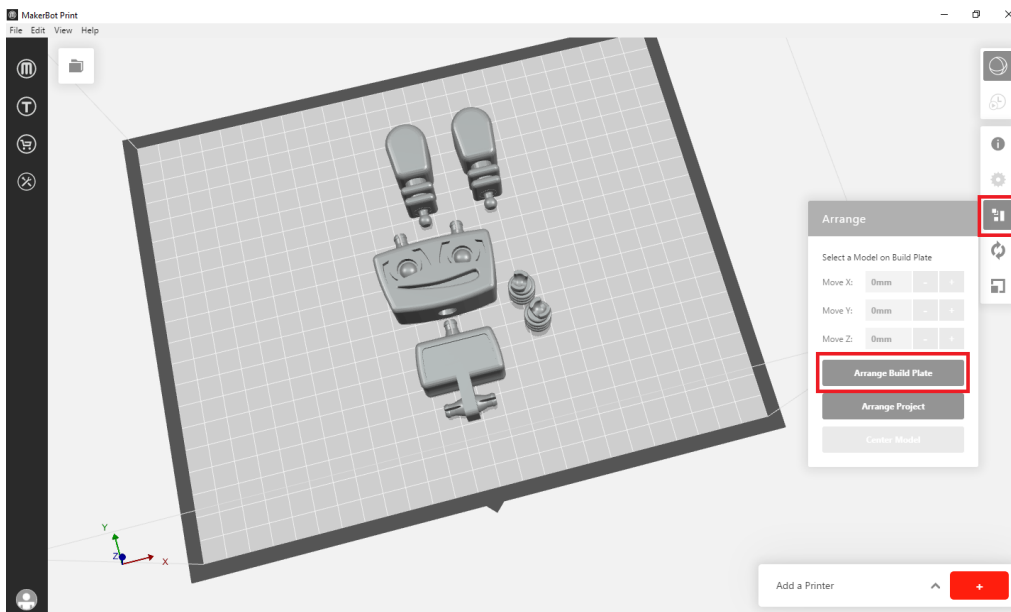 MakerBot Print
File Edit View Help
Arrange
Select a Model on Build Plate
Move X: 0mm - +
Move Y: 0mm - +
Move Z: 0mm - +
Arrange Build Plate
Arrange Project
Center Model
Y
Z
X
Add a Printer
+